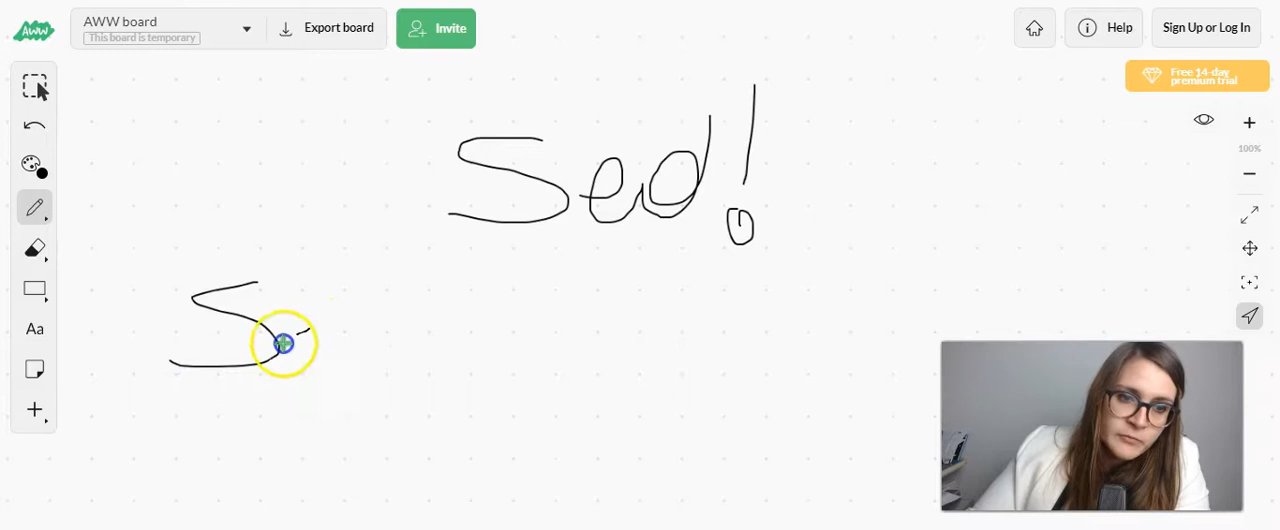 AWW
AWW board
This board is temporary
Export board
Invite
Help
Sign Up or Log In
Free 14-day
premium trial
100%
Sed!
S
Aa